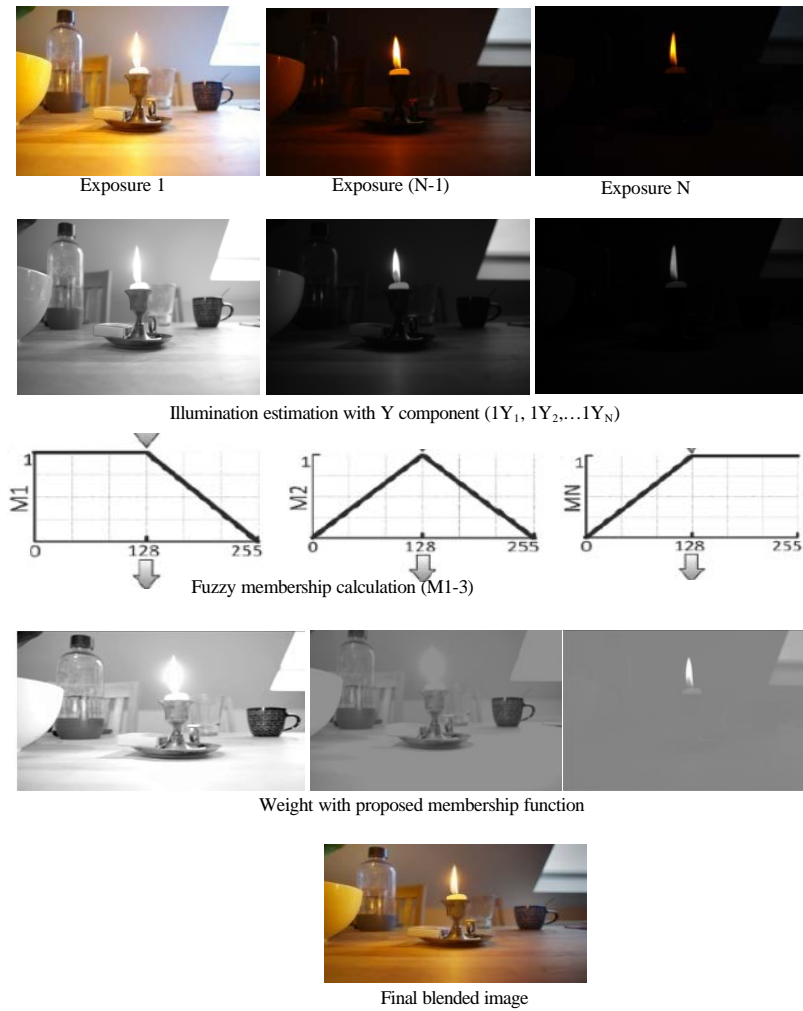 Exposure 1
Exposure (N-1)
Exposure N
Illumination estimation with Y component (1Y₁, 1Y₂,…1Y_N)
M1
1
0
128
255
M2
1
0
128
255
MN
1
0
128
255
Fuzzy membership calculation (M1-3)
Weight with proposed membership function
Final blended image